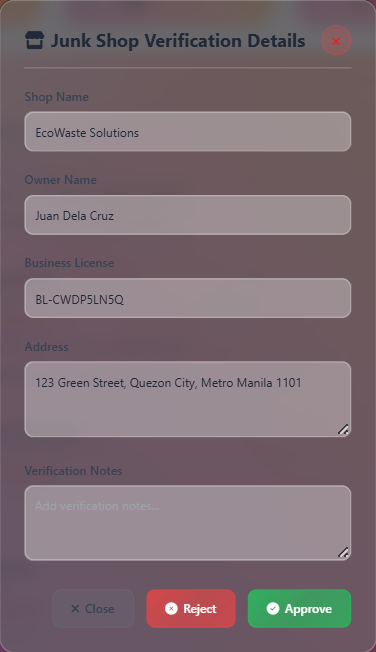 Junk Shop Verification Details
Shop Name
EcoWaste Solutions
Owner Name
Juan Dela Cruz
Business License
BL-CWDP5LN5Q
Address
123 Green Street, Quezon City, Metro Manila 1101
Verification Notes
Add verification notes...
Close
Reject
Approve